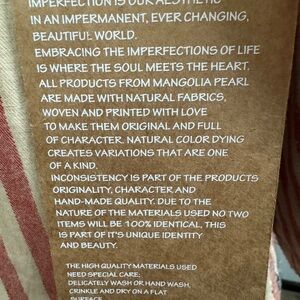 IMPERFECTION IS OUR AESTHETIC
IN AN IMPERMANENT, EVER CHANGING,
BEAUTIFUL WORLD.
EMBRACING THE IMPERFECTIONS OF LIFE
IS WHERE THE SOUL MEETS THE HEART.
ALL PRODUCTS FROM MANGOLIA PEARL
ARE MADE WITH NATURAL FABRICS,
WOVEN AND PRINTED WITH LOVE
TO MAKE THEM ORIGINAL AND FULL
OF CHARACTER. NATURAL COLOR DYING
CREATES VARIATIONS THAT ARE ONE
OF A KIND.
INCONSISTENCY IS PART OF THE PRODUCTS
ORIGINALITY, CHARACTER AND
HAND-MADE QUALITY. DUE TO THE
NATURE OF THE MATERIALS USED NO TWO
ITEMS WILL BE 100% IDENTICAL, THIS
IS PART OF IT'S UNIQUE IDENTITY
AND BEAUTY.
THE HIGH QUALITY MATERIALS USED
NEED SPECIAL CARE;
DELICATELY WASH OR HAND WASH,
CRINKLE AND DRY ON A FLAT
SURFACE